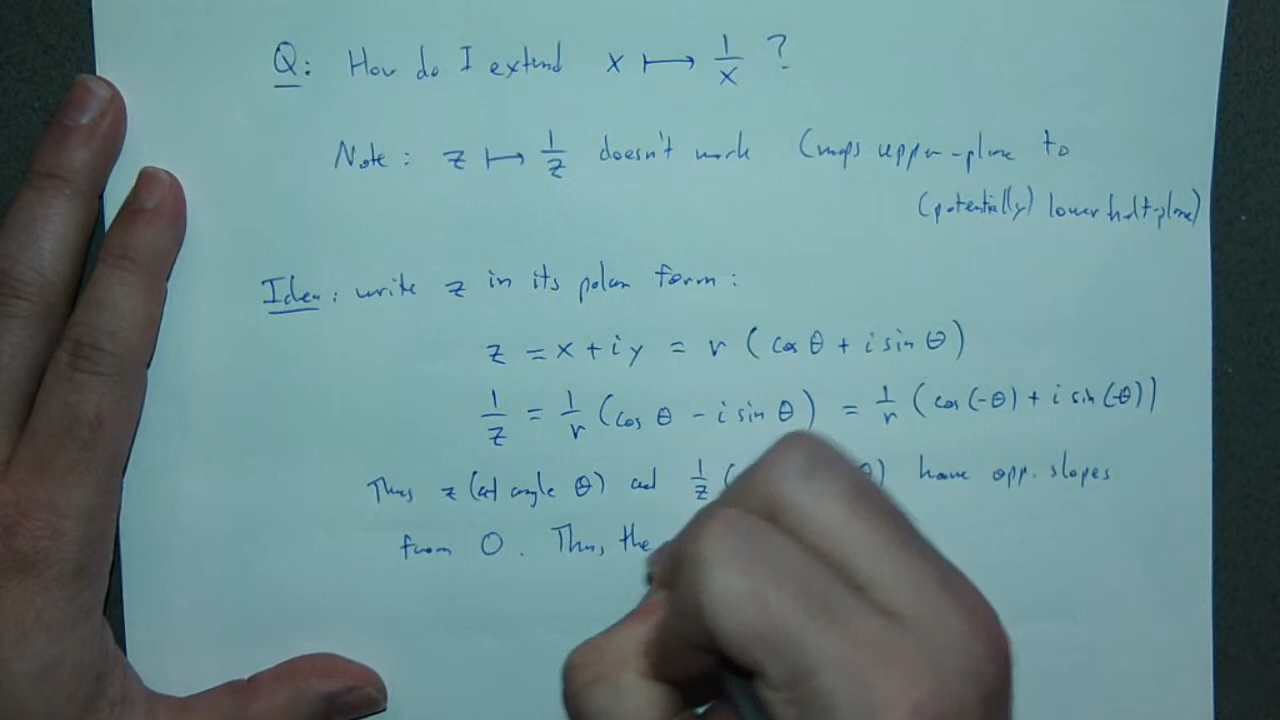 Q: How do I extend x ⟼ 1/x ?
Note: z ⟼ 1/z doesn't work (maps upper-plane to
(potentially) lower half-plane)
Idea: write z in its polar form:
z = x + iy = r (cos θ + i sin θ)
1/z = 1/r (cos θ - i sin θ) = 1/r (cos(-θ) + i sin(-θ))
Thus z (at angle θ) and 1/z ( θ) have opp. slopes
from 0. Thus, the